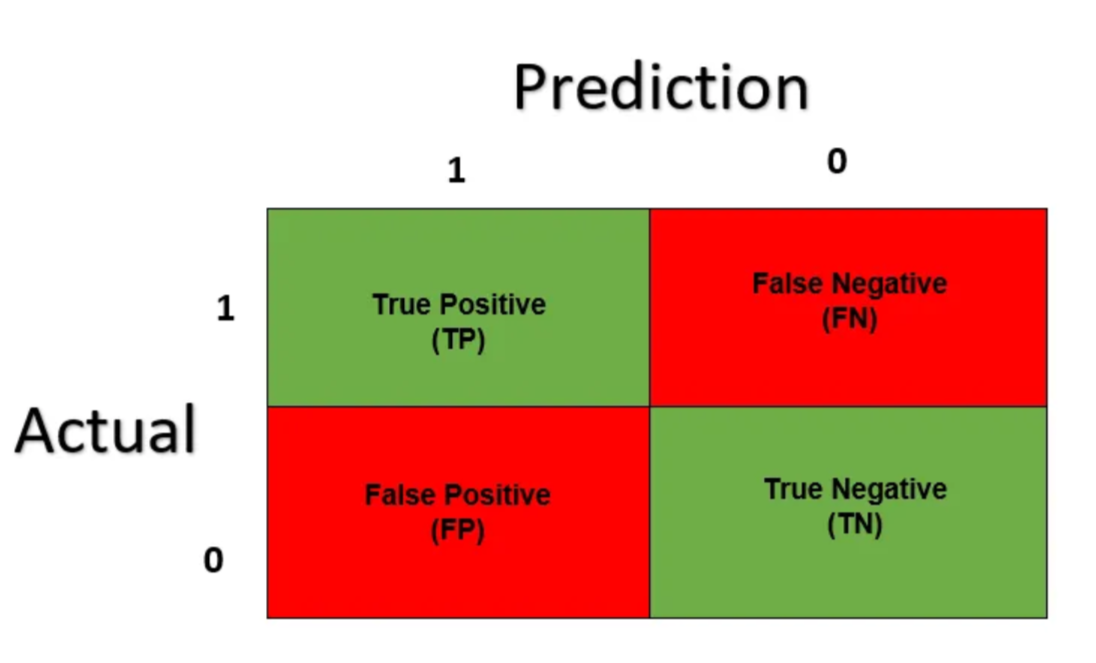 Prediction
1 0
1
True Positive
(TP)
False Negative
(FN)
Actual
0
False Positive
(FP)
True Negative
(TN)